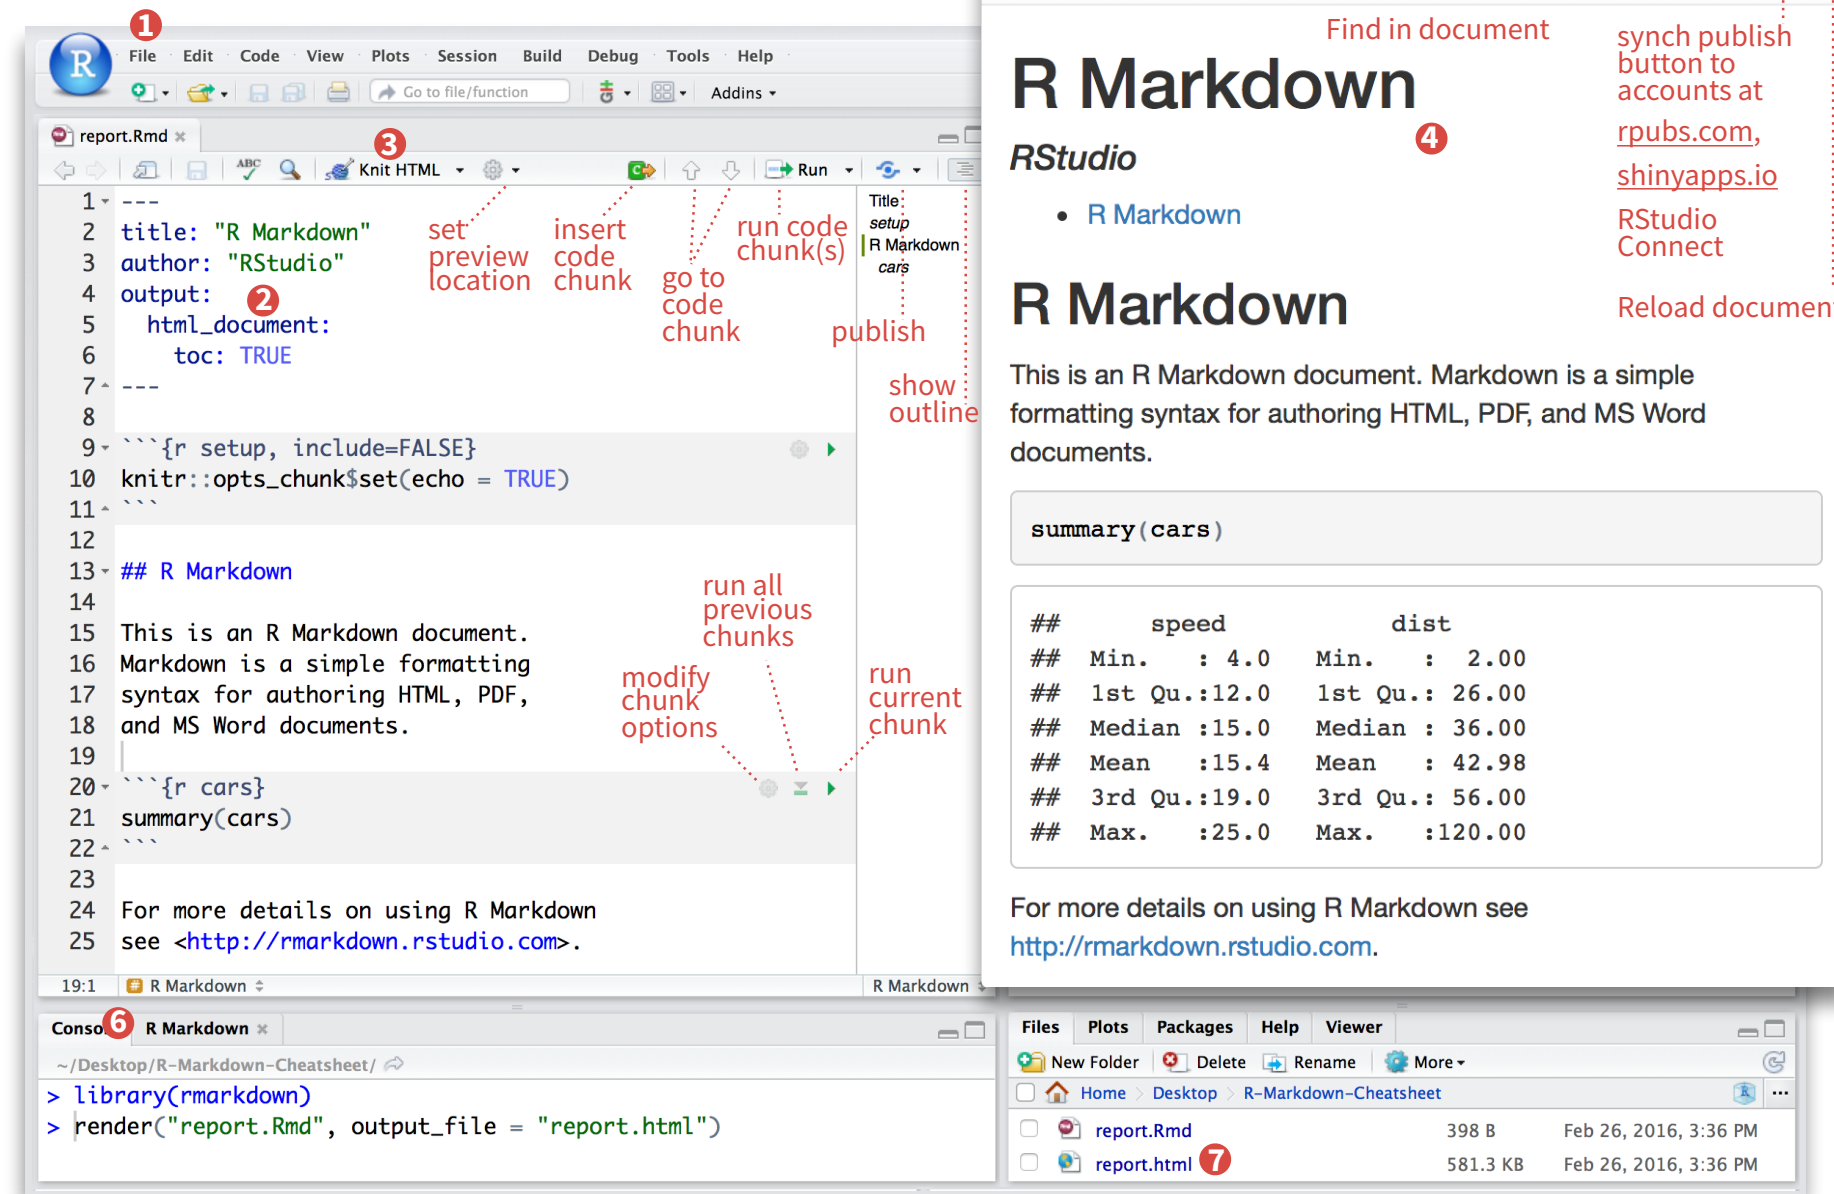 1
R
File Edit Code View Plots Session Build Debug Tools Help
Go to file/function
Addins
report.Rmd
3
ABC
Knit HTML
C
Run
1 ---
2 title: "R Markdown"
3 author: "RStudio"
4 output:
2
5   html_document:
6     toc: TRUE
7 ---
8
9 ```{r setup, include=FALSE}
10 knitr::opts_chunk$set(echo = TRUE)
11 ```
12
13 ## R Markdown
14
15 This is an R Markdown document.
16 Markdown is a simple formatting
17 syntax for authoring HTML, PDF,
18 and MS Word documents.
19
20 ```{r cars}
21 summary(cars)
22 ```
23
24 For more details on using R Markdown
25 see <http://rmarkdown.rstudio.com>.
19:1 # R Markdown
R Markdown
set
preview
location
insert
code
chunk
go to
code
chunk
run code
chunk(s)
publish
show
outline
run all
previous
chunks
modify
chunk
options
run
current
chunk
Title
setup
R Markdown
cars
Find in document
synch publish
button to
accounts at
rpubs.com,
shinyapps.io
RStudio
Connect
Reload document
R Markdown
4
RStudio
• R Markdown
R Markdown
This is an R Markdown document. Markdown is a simple
formatting syntax for authoring HTML, PDF, and MS Word
documents.
summary(cars)
##      speed           dist
##  Min.   : 4.0   Min.   :  2.00
##  1st Qu.:12.0   1st Qu.: 26.00
##  Median :15.0   Median : 36.00
##  Mean   :15.4   Mean   : 42.98
##  3rd Qu.:19.0   3rd Qu.: 56.00
##  Max.   :25.0   Max.   :120.00
For more details on using R Markdown see
http://rmarkdown.rstudio.com.
Conso 6 R Markdown
~/Desktop/R-Markdown-Cheatsheet/
> library(rmarkdown)
> render("report.Rmd", output_file = "report.html")
Files Plots Packages Help Viewer
New Folder Delete Rename More
Home Desktop R-Markdown-Cheatsheet R ...
report.Rmd 398 B Feb 26, 2016, 3:36 PM
report.html 7 581.3 KB Feb 26, 2016, 3:36 PM